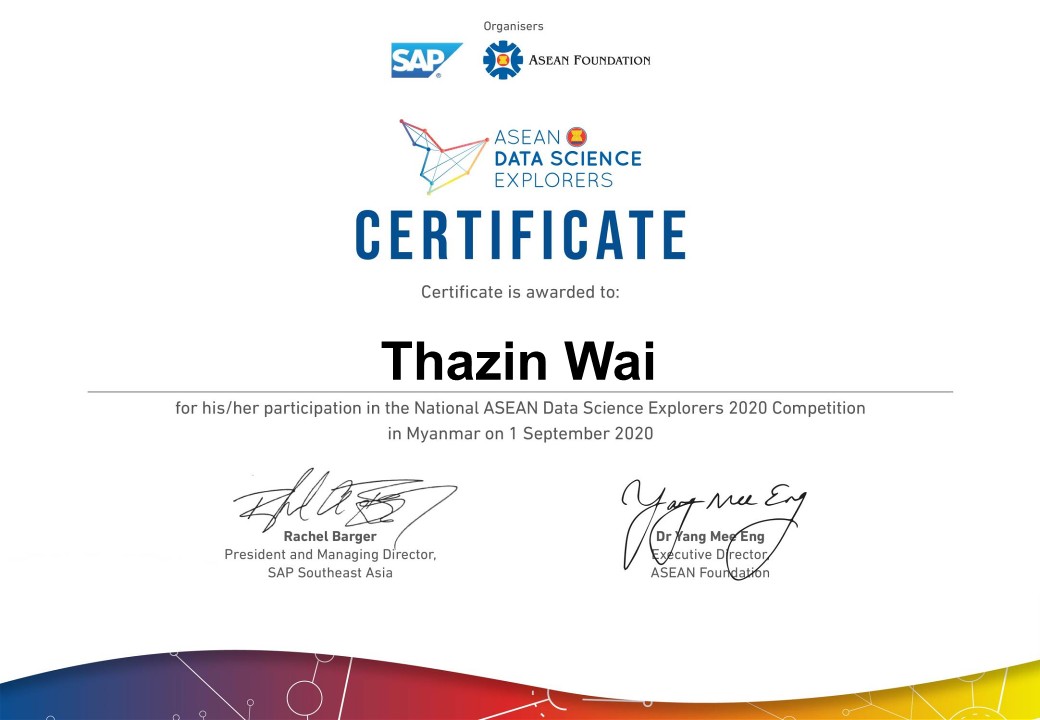 Organisers
SAP ASEAN FOUNDATION
ASEAN
DATA SCIENCE
EXPLORERS
CERTIFICATE
Certificate is awarded to:
Thazin Wai
for his/her participation in the National ASEAN Data Science Explorers 2020 Competition
in Myanmar on 1 September 2020
Yang Mee Eng
Rachel Barger
President and Managing Director,
SAP Southeast Asia
Dr Yang Mee Eng
Executive Director,
ASEAN Foundation